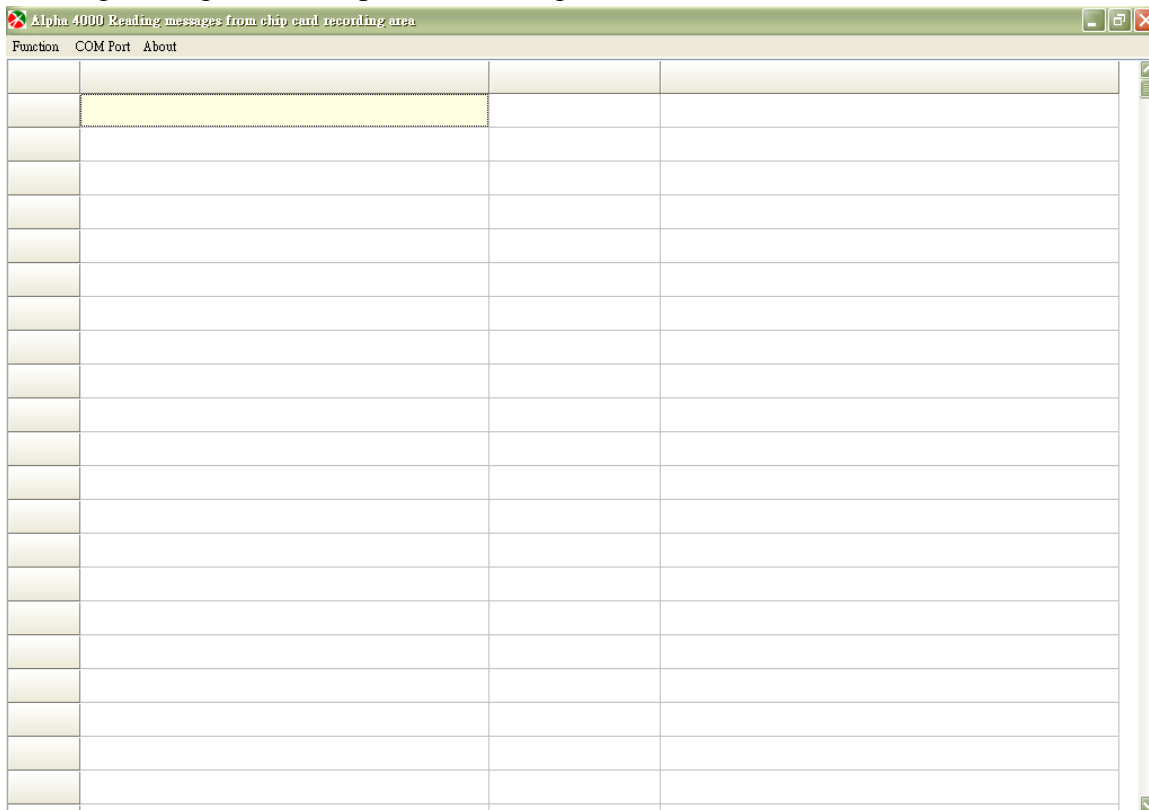 Alpha 4000 Reading messages from chip card recording area
Function COM Port About